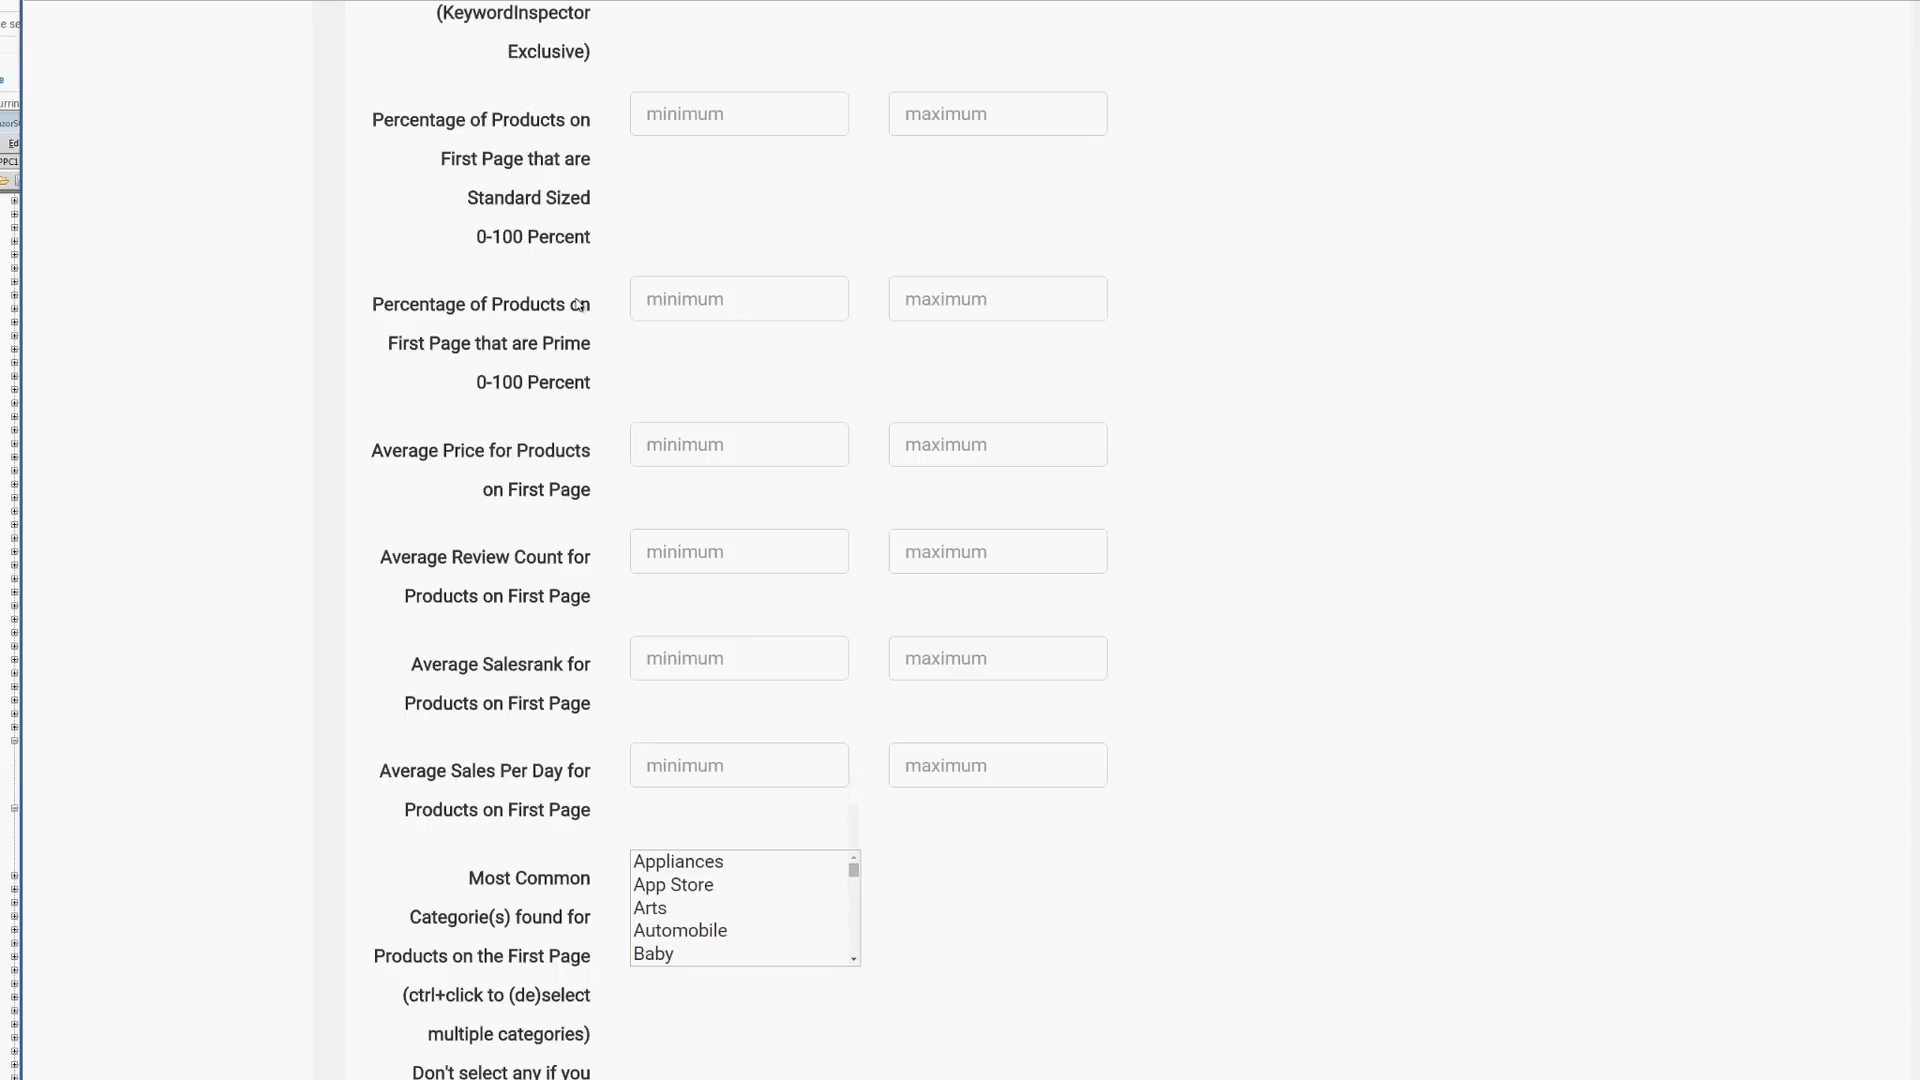 (KeywordInspector
Exclusive)
Percentage of Products on
First Page that are
Standard Sized
0-100 Percent
minimum
maximum
Percentage of Products on
First Page that are Prime
0-100 Percent
minimum
maximum
Average Price for Products
on First Page
minimum
maximum
Average Review Count for
Products on First Page
minimum
maximum
Average Salesrank for
Products on First Page
minimum
maximum
Average Sales Per Day for
Products on First Page
minimum
maximum
Most Common
Categorie(s) found for
Products on the First Page
(ctrl+click to (de)select
multiple categories)
Don't select any if you
Appliances
App Store
Arts
Automobile
Baby